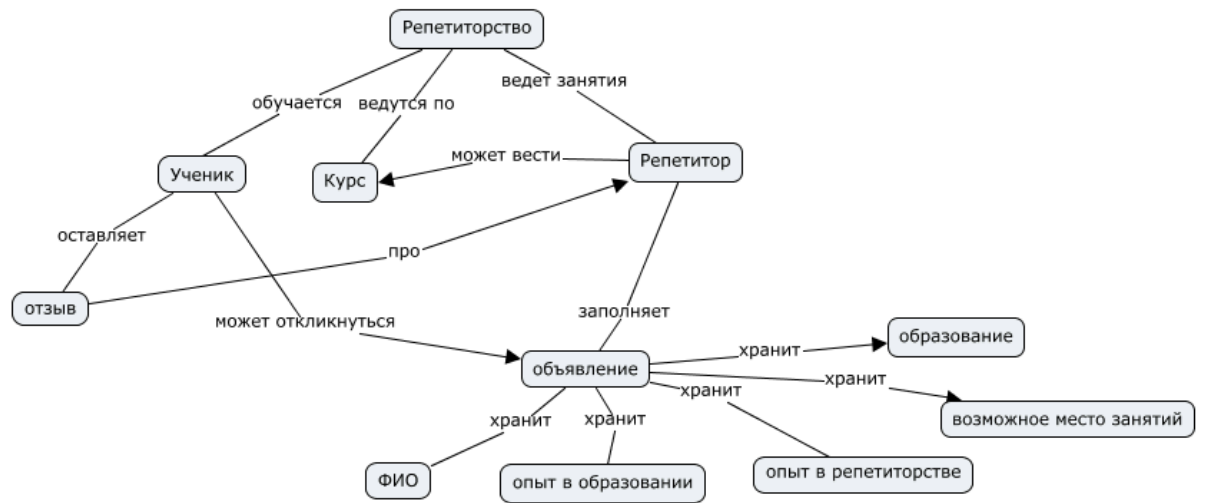 Репетиторство
ведет занятия
обучается
ведутся по
может вести
Репетитор
Ученик
Курс
оставляет
про
отзыв
может откликнуться
заполняет
образование
хранит
объявление
хранит
хранит
возможное место занятий
хранит
хранит
опыт в репетиторстве
ФИО
опыт в образовании